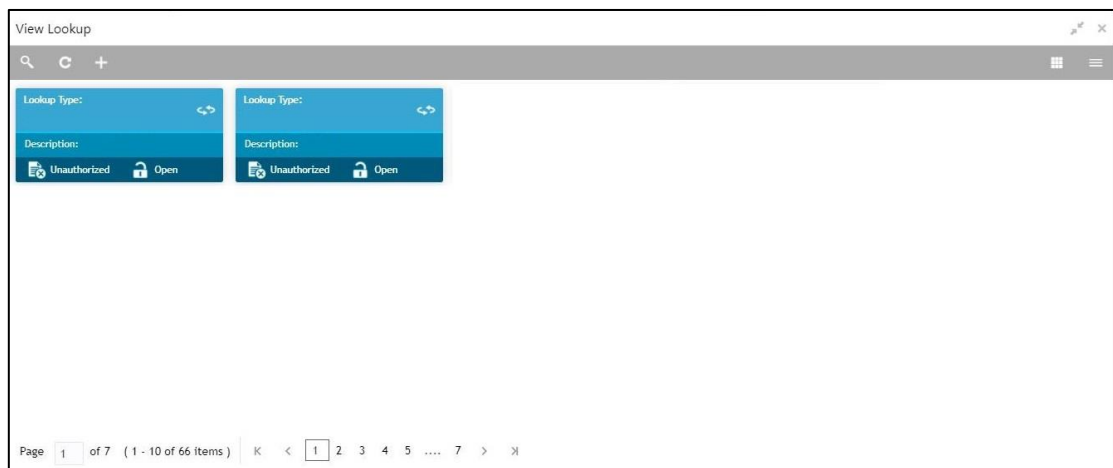 View Lookup
Lookup Type:
Description:
Unauthorized Open
Lookup Type:
Description:
Unauthorized Open
Page 1 of 7 ( 1 - 10 of 66 items ) 1 2 3 4 5 .... 7